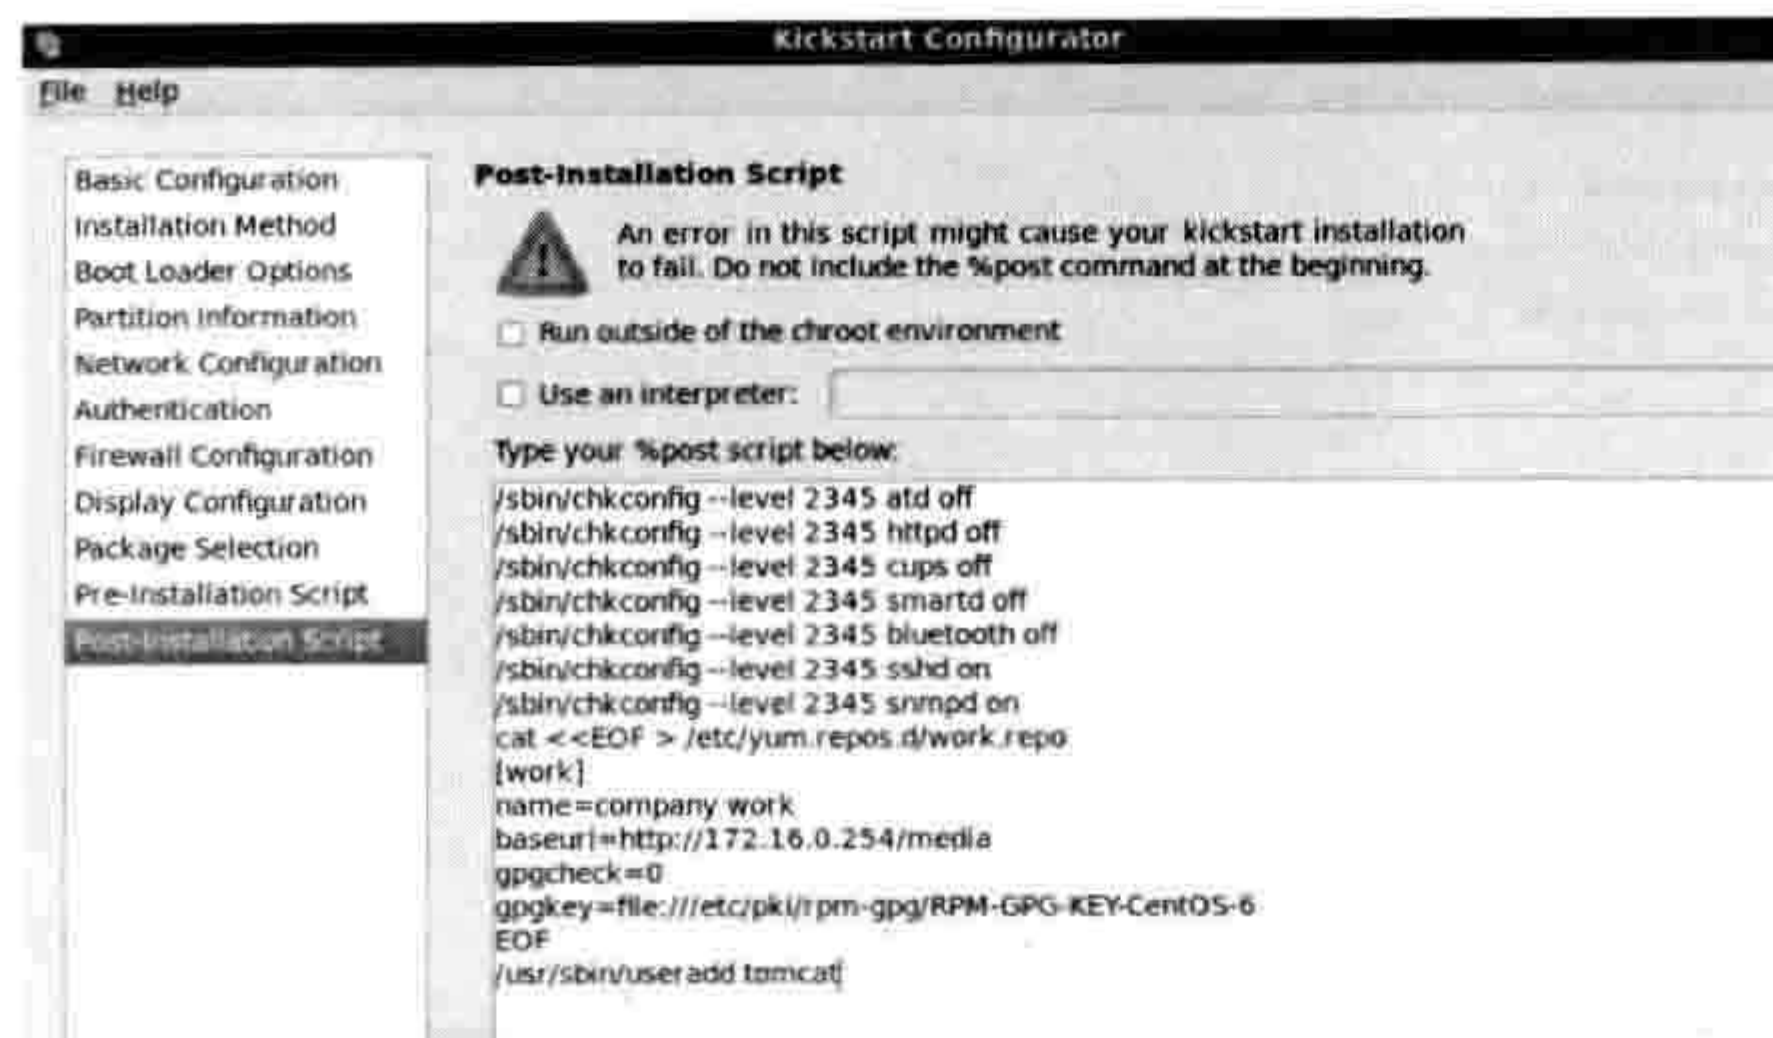 Kickstart Configurator
File Help
Basic Configuration
Installation Method
Boot Loader Options
Partition Information
Network Configuration
Authentication
Firewall Configuration
Display Configuration
Package Selection
Pre-Installation Script
Post-Installation Script
Post-Installation Script
An error in this script might cause your kickstart installation
to fail. Do not include the %post command at the beginning.
Run outside of the chroot environment
Use an interpreter:
Type your %post script below:
/sbin/chkconfig --level 2345 atd off
/sbin/chkconfig --level 2345 httpd off
/sbin/chkconfig --level 2345 cups off
/sbin/chkconfig --level 2345 smartd off
/sbin/chkconfig --level 2345 bluetooth off
/sbin/chkconfig --level 2345 sshd on
/sbin/chkconfig --level 2345 snmpd on
cat <<EOF > /etc/yum.repos.d/work.repo
[work]
name=company work
baseurl=http://172.16.0.254/media
gpgcheck=0
gpgkey=file:///etc/pki/rpm-gpg/RPM-GPG-KEY-CentOS-6
EOF
/usr/sbin/useradd tomcat